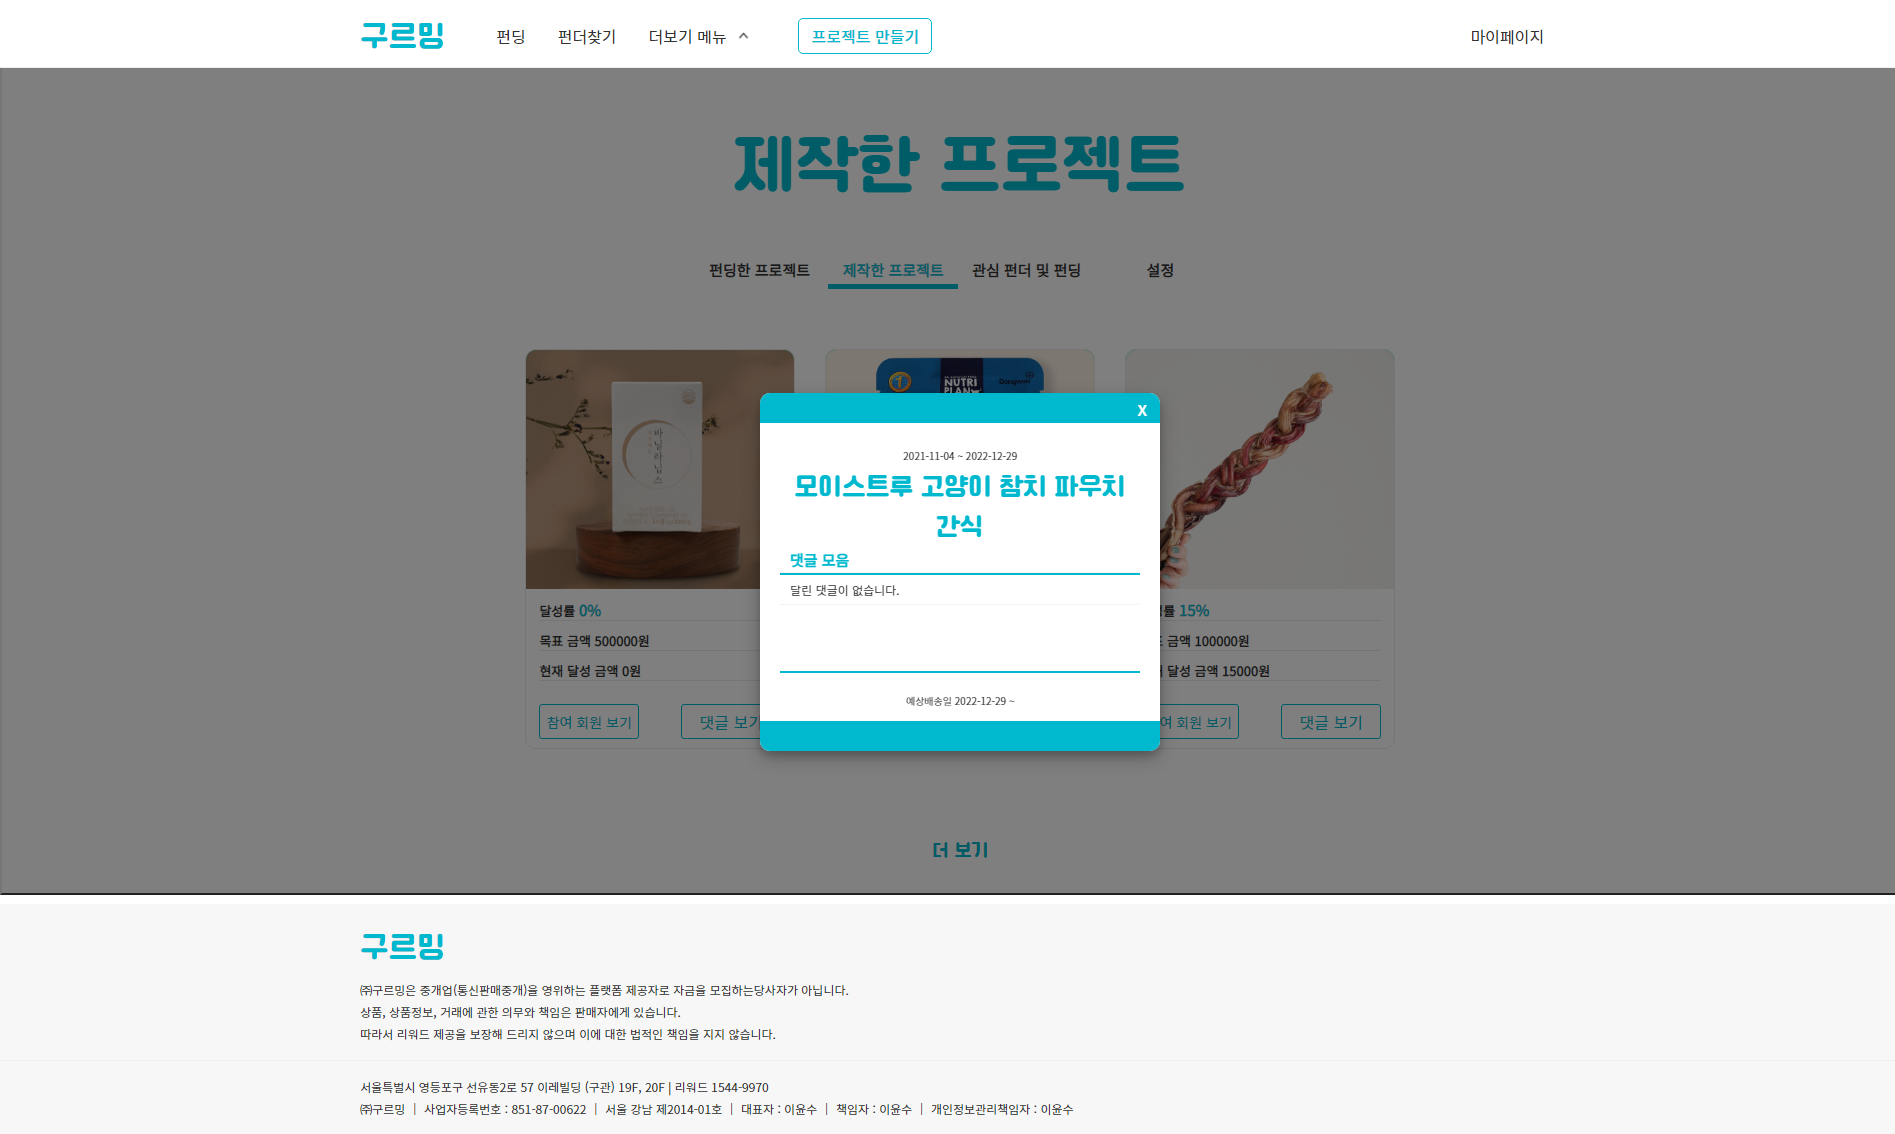 구르밍 펀딩 펀더찾기 더보기 메뉴 프로젝트 만들기 마이페이지
제작한 프로젝트
펀딩한 프로젝트 제작한 프로젝트 관심 펀더 및 펀딩 설정
NUTRI
PLAN
Dongwon
바닐라닙스
X
2021-11-04 ~ 2022-12-29
모이스트루 고양이 참치 파우치
간식
댓글 모음
달린 댓글이 없습니다.
예상배송일 2022-12-29 ~
달성률 0%
목표 금액 500000원
현재 달성 금액 0원
참여 회원 보기 댓글 보기
률 15%
금액 100000원
달성 금액 15000원
여 회원 보기 댓글 보기
더 보기
구르밍
㈜구르밍은 중개업(통신판매중개)을 영위하는 플랫폼 제공자로 자금을 모집하는당사자가 아닙니다.
상품, 상품정보, 거래에 관한 의무와 책임은 판매자에게 있습니다.
따라서 리워드 제공을 보장해 드리지 않으며 이에 대한 법적인 책임을 지지 않습니다.
서울특벌시 영등포구 선유동2로 57 이레빌딩 (구관) 19F, 20F | 리워드 1544-9970
㈜구르밍 | 사업자등록번호 : 851-87-00622 | 서울 강남 제2014-01호 | 대표자 : 이윤수 | 책임자 : 이윤수 | 개인정보관리책임자 : 이윤수